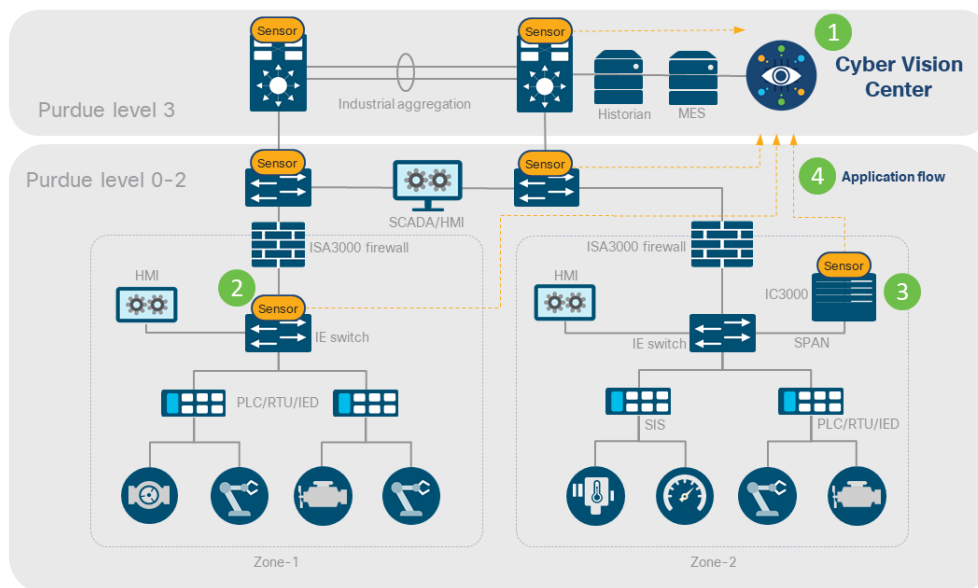 Sensor
Sensor
1
Cyber Vision
Center
Industrial aggregation
Historian
MES
Purdue level 3
Purdue level 0-2
Sensor
Sensor
4
Application flow
SCADA/HMI
ISA3000 firewall
ISA3000 firewall
HMI
2
Sensor
IE switch
HMI
Sensor
IC3000
3
IE switch
SPAN
PLC/RTU/IED
SIS
PLC/RTU/IED
Zone-1
Zone-2